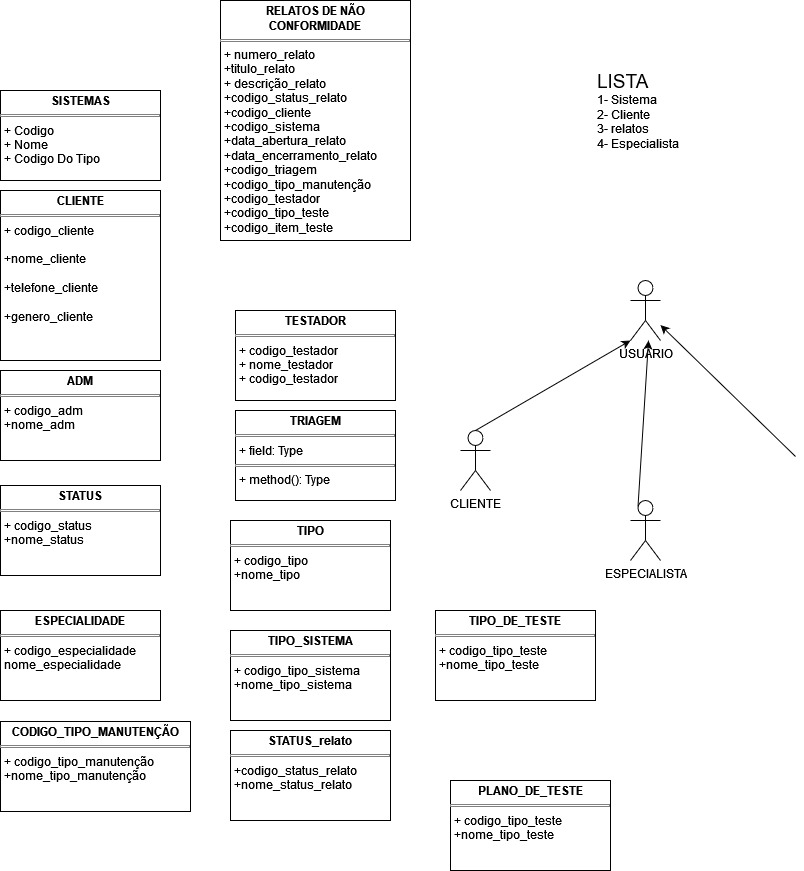 RELATOS DE NÃO
CONFORMIDADE
+ numero_relato
+titulo_relato
+ descrição_relato
+codigo_status_relato
+codigo_cliente
+codigo_sistema
+data_abertura_relato
+data_encerramento_relato
+codigo_triagem
+codigo_tipo_manutenção
+codigo_testador
+codigo_tipo_teste
+codigo_item_teste
LISTA
1- Sistema
2- Cliente
3- relatos
4- Especialista
SISTEMAS
+ Codigo
+ Nome
+ Codigo Do Tipo
CLIENTE
+ codigo_cliente
+nome_cliente
+telefone_cliente
+genero_cliente
ADM
+ codigo_adm
+nome_adm
STATUS
+ codigo_status
+nome_status
ESPECIALIDADE
+ codigo_especialidade
nome_especialidade
CODIGO_TIPO_MANUTENÇÃO
+ codigo_tipo_manutenção
+nome_tipo_manutenção
TESTADOR
+ codigo_testador
+ nome_testador
+ codigo_testador
TRIAGEM
+ field: Type
+ method(): Type
TIPO
+ codigo_tipo
+nome_tipo
TIPO_SISTEMA
+ codigo_tipo_sistema
+nome_tipo_sistema
STATUS_relato
+codigo_status_relato
+nome_status_relato
USUARIO
CLIENTE
ESPECIALISTA
TIPO_DE_TESTE
+ codigo_tipo_teste
+nome_tipo_teste
PLANO_DE_TESTE
+ codigo_tipo_teste
+nome_tipo_teste